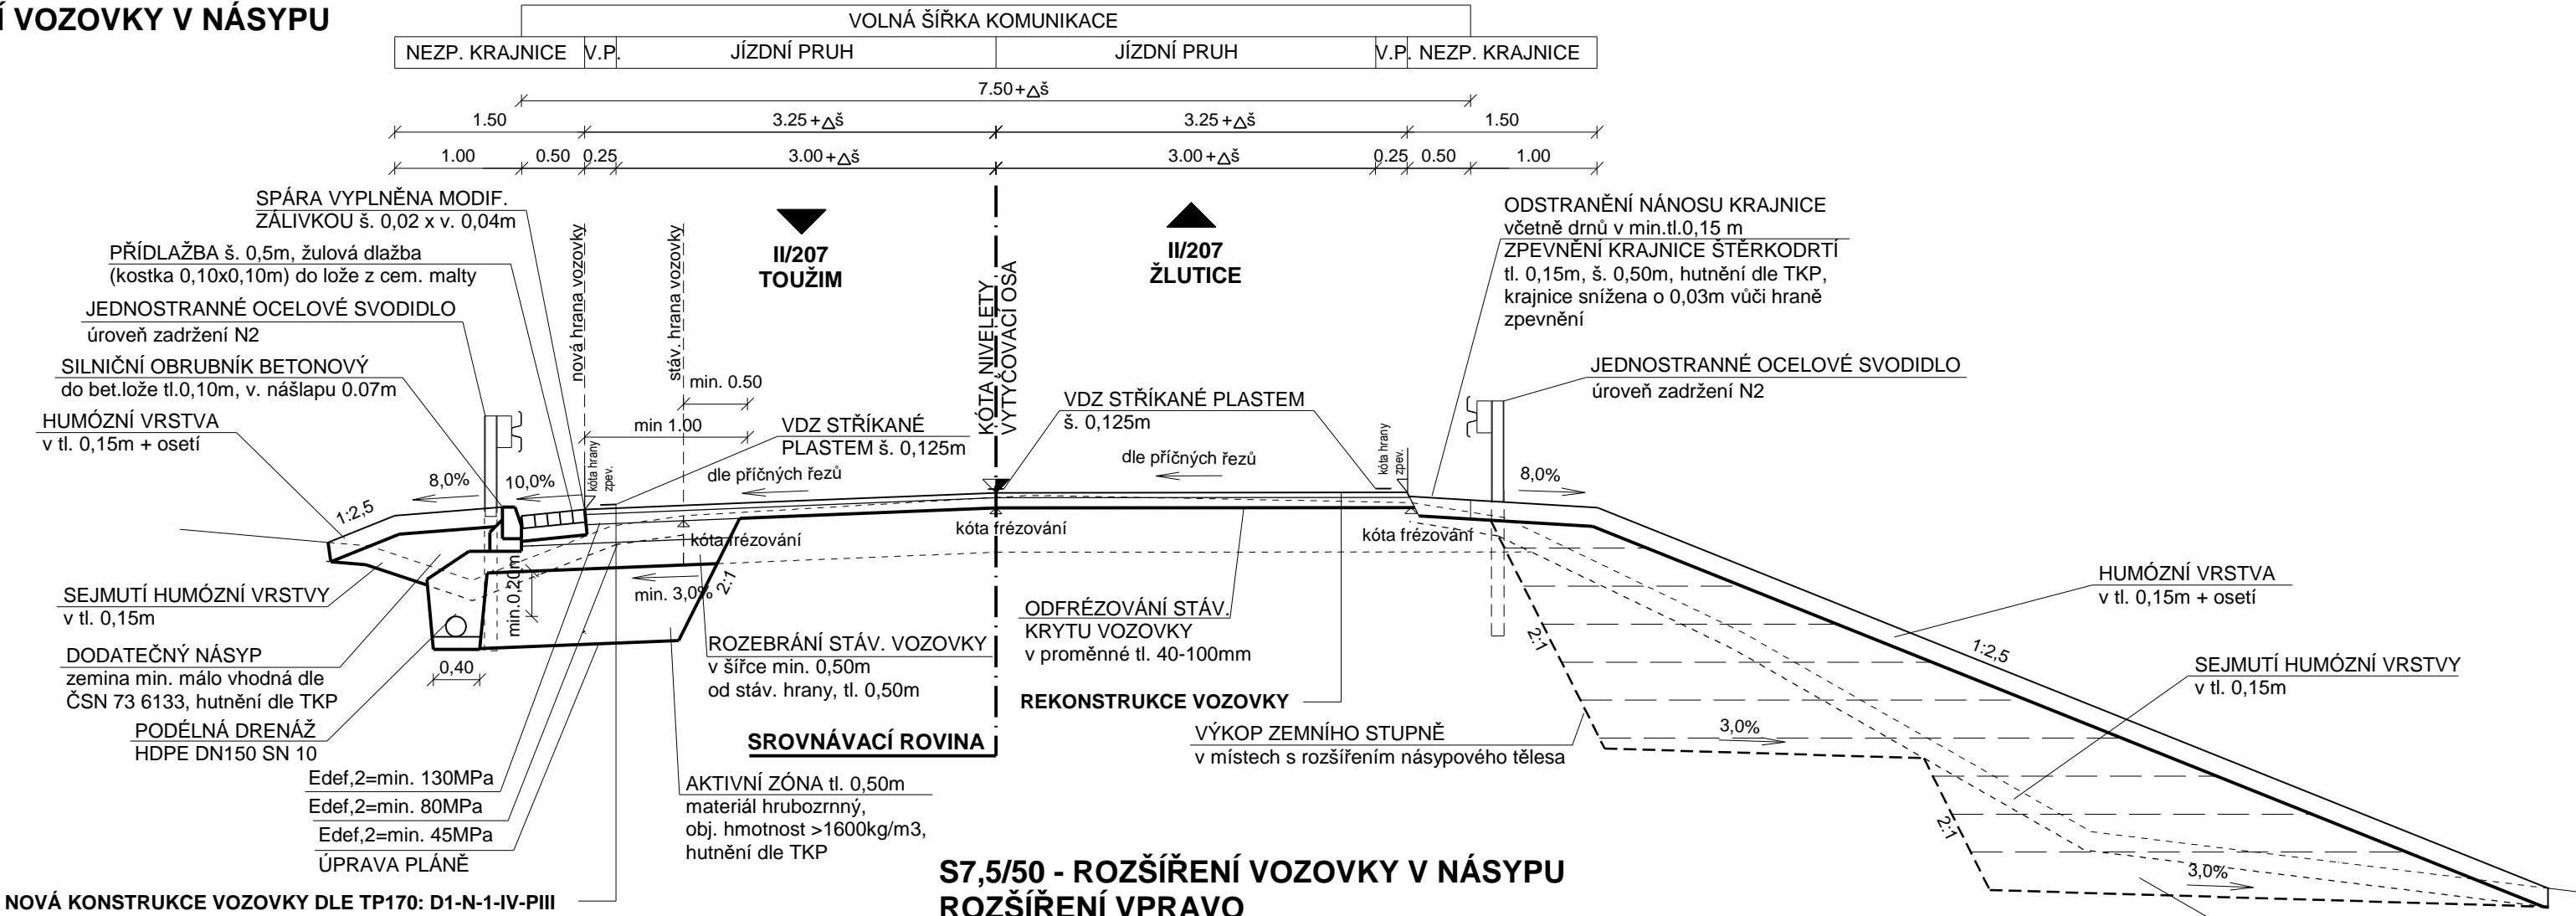 Í VOZOVKY V NÁSYPU
VOLNÁ ŠÍŘKA KOMUNIKACE
NEZP. KRAJNICE V.P. JÍZDNÍ PRUH JÍZDNÍ PRUH V.P. NEZP. KRAJNICE
7.50+△š
1.50 3.25+△š 3.25+△š 1.50
1.00 0.50 0.25 3.00+△š 3.00+△š 0.25 0.50 1.00
SPÁRA VYPLNĚNA MODIF.
ZÁLIVKOU š. 0,02 x v. 0,04m
PŘÍDLAŽBA š. 0,5m, žulová dlažba
(kostka 0,10x0,10m) do lože z cem. malty
JEDNOSTRANNÉ OCELOVÉ SVODIDLO
úroveň zadržení N2
SILNIČNÍ OBRUBNÍK BETONOVÝ
do bet.lože tl.0,10m, v. nášlapu 0.07m
HUMÓZNÍ VRSTVA
v tl. 0,15m + osetí
nová hrana vozovky
stáv. hrana vozovky
II/207
TOUŽIM
II/207
ŽLUTICE
KÓTA NIVELETY
VYTYČOVACÍ OSA
ODSTRANĚNÍ NÁNOSU KRAJNICE
včetně drnů v min.tl.0,15 m
ZPEVNĚNÍ KRAJNICE ŠTĚRKODRTÍ
tl. 0,15m, š. 0,50m, hutnění dle TKP,
krajnice snížena o 0,03m vůči hraně
zpevnění
JEDNOSTRANNÉ OCELOVÉ SVODIDLO
úroveň zadržení N2
min. 0.50
min 1.00
VDZ STŘÍKANÉ
PLASTEM š. 0,125m
VDZ STŘÍKANÉ PLASTEM
š. 0,125m
kóta hrany
zpev.
kóta hrany
zpev.
dle příčných řezů
dle příčných řezů
1:2,5
8,0%
10,0%
8,0%
kóta frézování
kóta frézování
kóta frézování
min.0,20m
min. 3,0%
2:1
0,40
SEJMUTÍ HUMÓZNÍ VRSTVY
v tl. 0,15m
DODATEČNÝ NÁSYP
zemina min. málo vhodná dle
ČSN 73 6133, hutnění dle TKP
PODÉLNÁ DRENÁŽ
HDPE DN150 SN 10
Edef,2=min. 130MPa
Edef,2=min. 80MPa
Edef,2=min. 45MPa
ÚPRAVA PLÁNĚ
NOVÁ KONSTRUKCE VOZOVKY DLE TP170: D1-N-1-IV-PIII
ROZEBRÁNÍ STÁV. VOZOVKY
v šířce min. 0,50m
od stáv. hrany, tl. 0,50m
SROVNÁVACÍ ROVINA
AKTIVNÍ ZÓNA tl. 0,50m
materiál hrubozrnný,
obj. hmotnost >1600kg/m3,
hutnění dle TKP
ODFRÉZOVÁNÍ STÁV.
KRYTU VOZOVKY
v proměnné tl. 40-100mm
REKONSTRUKCE VOZOVKY
VÝKOP ZEMNÍHO STUPNĚ
v místech s rozšířením násypového tělesa
2:1
3,0%
HUMÓZNÍ VRSTVA
v tl. 0,15m + osetí
1:2,5
SEJMUTÍ HUMÓZNÍ VRSTVY
v tl. 0,15m
2:1
3,0%
S7,5/50 - ROZŠÍŘENÍ VOZOVKY V NÁSYPU
ROZŠÍŘENÍ VPRAVO